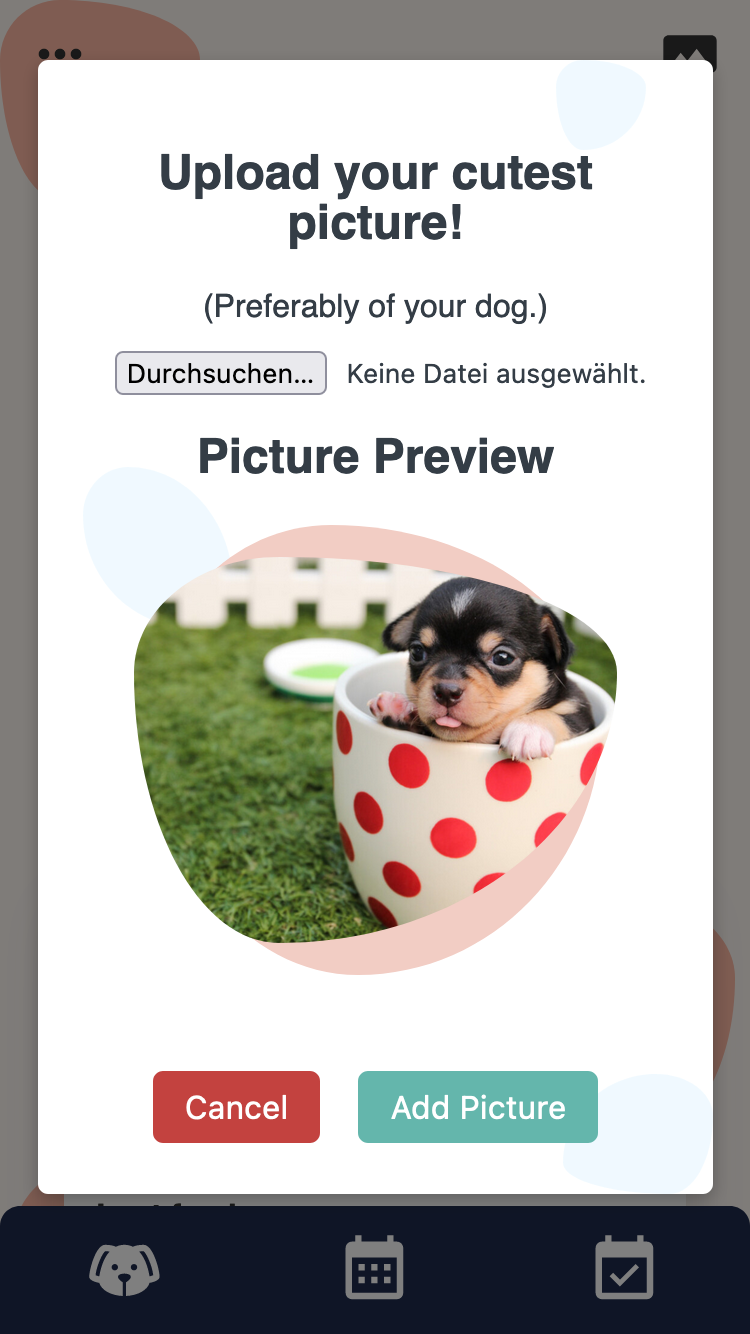 Upload your cutest
picture!
(Preferably of your dog.)
Durchsuchen... Keine Datei ausgewählt.
Picture Preview
Cancel
Add Picture